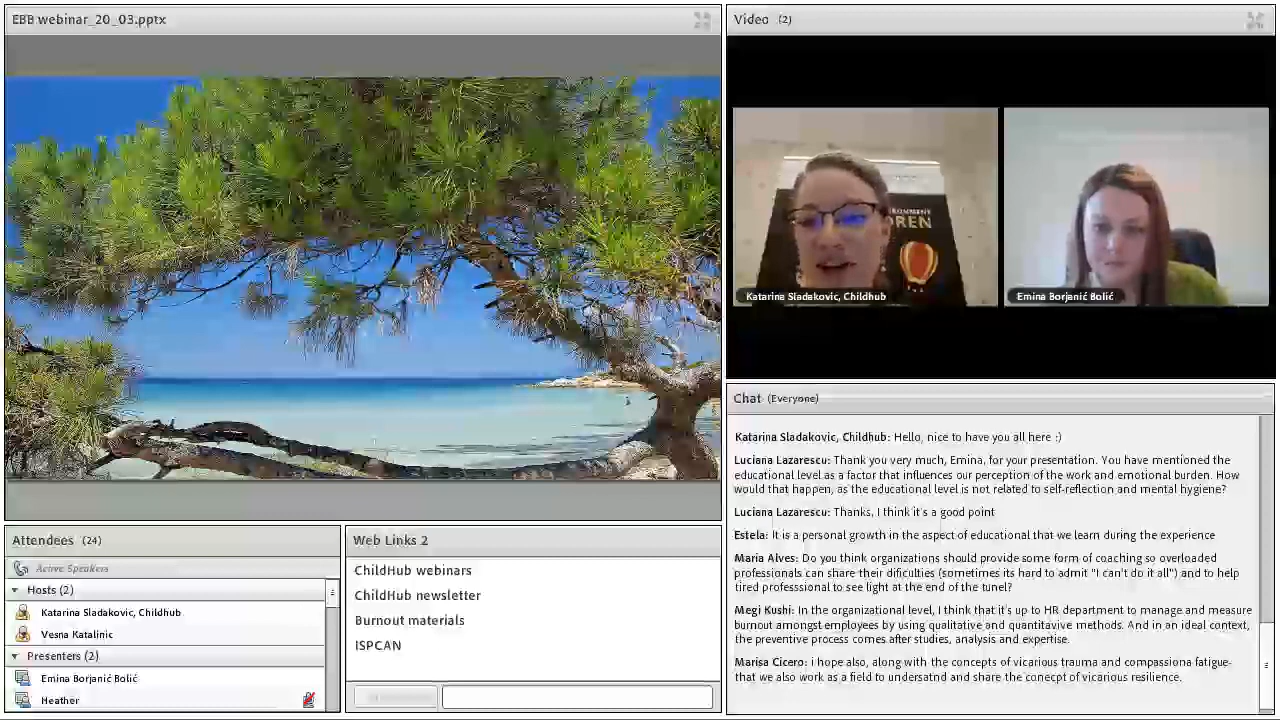 EBB webinar_20_03.pptx
Video (2)
OREN
Katarina Sladakovic, Childhub
Emina Borjanić Bolić
Chat (Everyone)
Katarina Sladakovic, Childhub: Hello, nice to have you all here :)
Luciana Lazarescu: Thank you very much, Emina, for your presentation. You have mentioned the
educational level as a factor that influences our perception of the work and emotional burden. How
would that happen, as the educational level is not related to self-reflection and mental hygiene?
Luciana Lazarescu: Thanks, I think it's a good point
Estela: It is a personal growth in the aspect of educational that we learn during the experience
Maria Alves: Do you think organizations should provide some form of coaching so overloaded
professionals can share their dificulties (sometimes its hard to admit "I can't do it all") and to help
tired professsional to see light at the end of the tunel?
Megi Kushi: In the organizational level, I think that it's up to HR department to manage and measure
burnout amongst employees by using qualitative and quantitavive methods. And in an ideal context,
the preventive process comes after studies, analysis and expertise.
Marisa Cicero: i hope also, along with the concepts of vicarious trauma and compassiona fatigue-
that we also work as a field to undersatnd and share the conecpt of vicarious resilience.
Attendees (24)
Active Speakers
Hosts (2)
Katarina Sladakovic, Childhub
Vesna Katalinic
Presenters (2)
Emina Borjanić Bolić
Heather
Web Links 2
ChildHub webinars
ChildHub newsletter
Burnout materials
ISPCAN